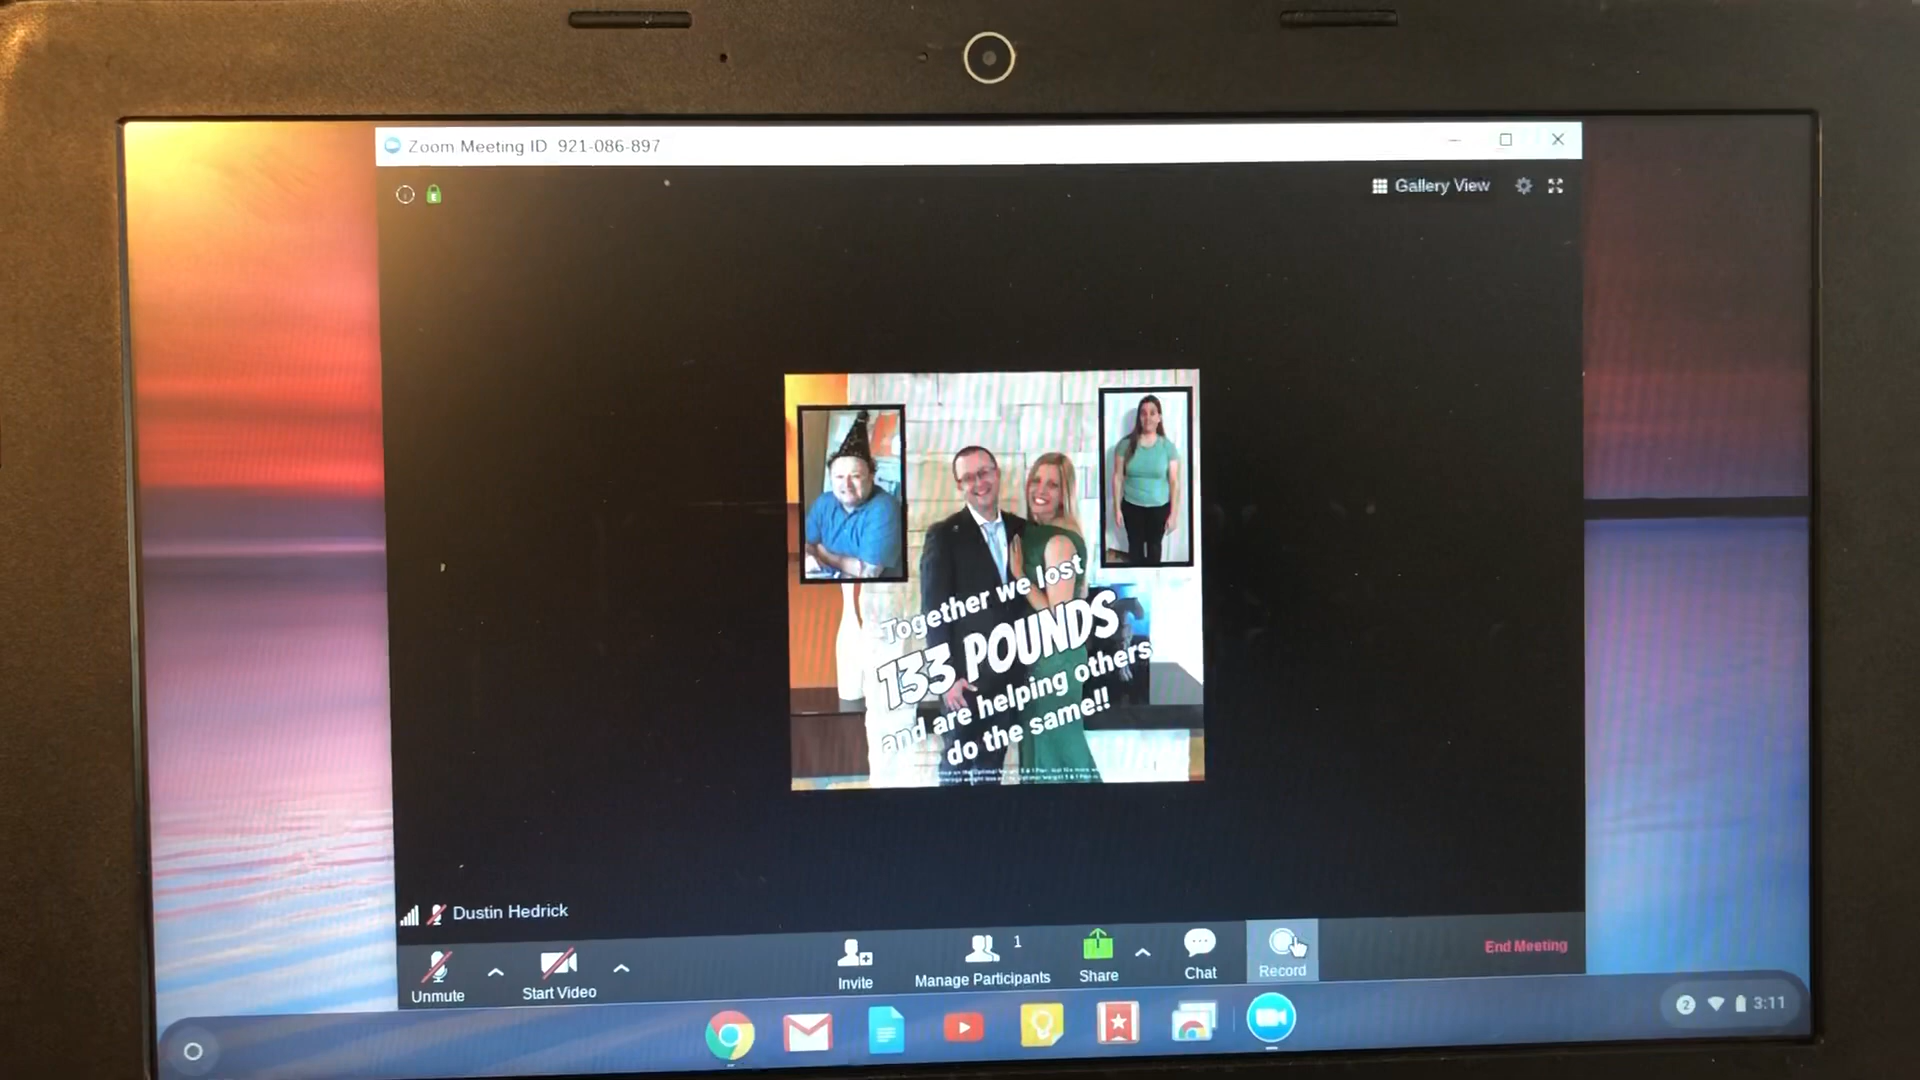 Zoom Meeting ID 921-086-897
Gallery View
Together we lost
133 POUNDS
and are helping others
do the same!!
Dustin Hedrick
Unmute
Start Video
Invite
1
Manage Participants
Share
Chat
Record
End Meeting
2
3:11